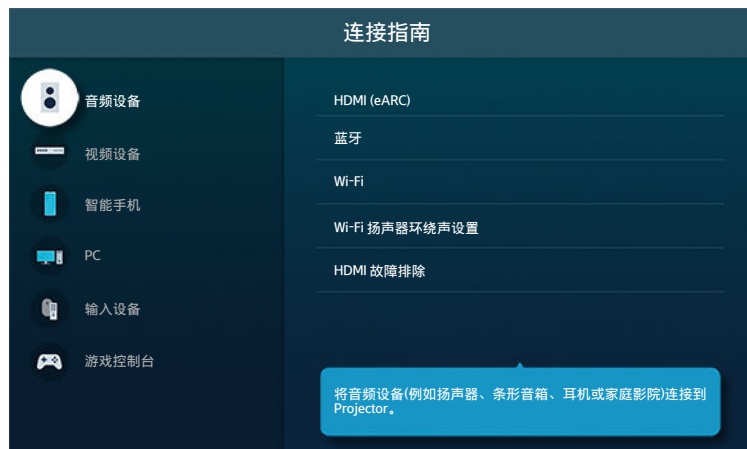 连接指南
音频设备
视频设备
智能手机
PC
输入设备
游戏控制台
HDMI (eARC)
蓝牙
Wi-Fi
Wi-Fi 扬声器环绕声设置
HDMI 故障排除
将音频设备(例如扬声器、条形音箱、耳机或家庭影院)连接到
Projector。